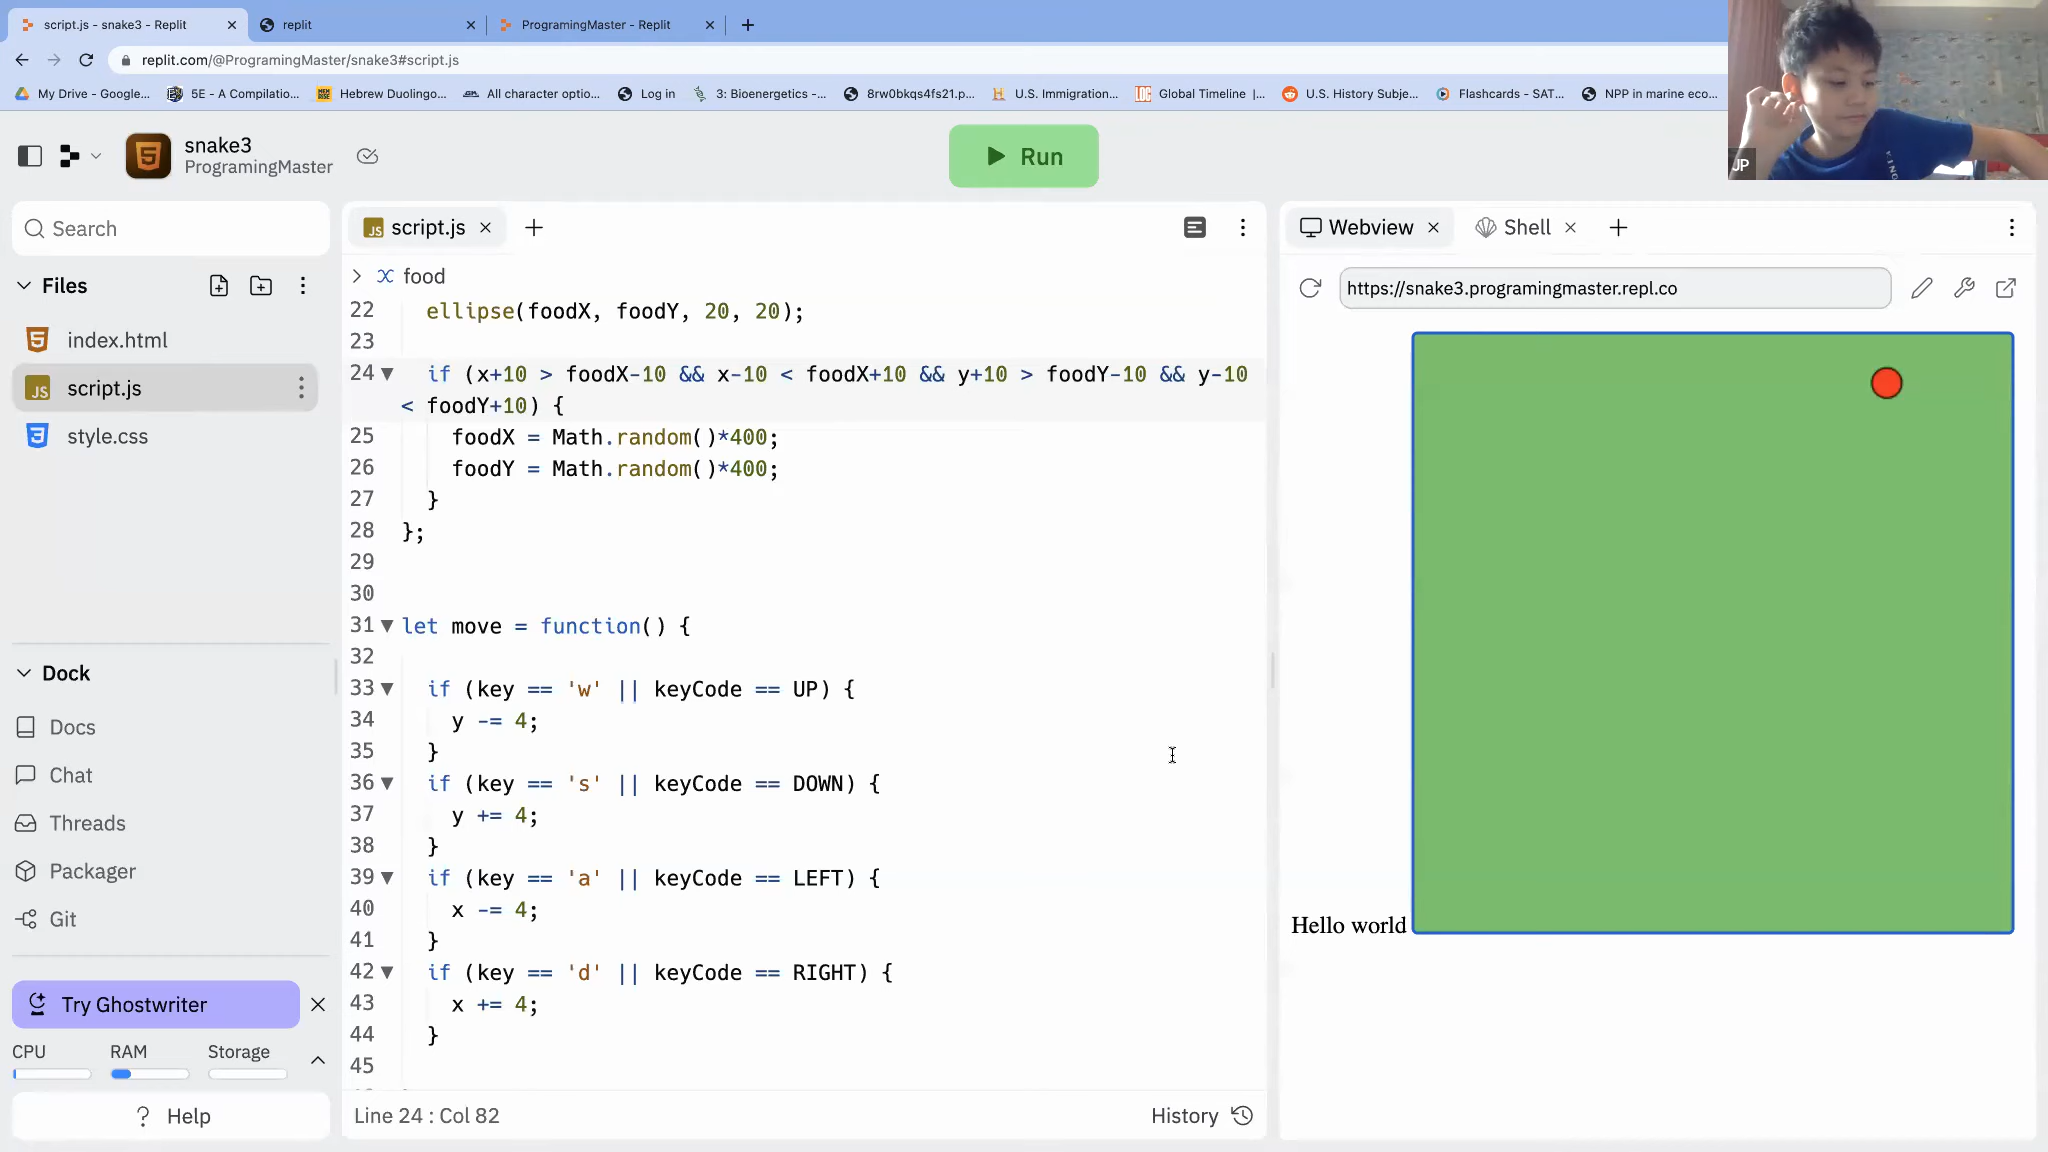 script.js - snake3 - Replit
replit
ProgramingMaster - Replit
replit.com/@ProgramingMaster/snake3#script.js
My Drive - Google...
5E - A Compilatio...
Hebrew Duolingo...
All character optio...
Log in
3: Bioenergetics -...
8rw0bkqs4fs21.p...
U.S. Immigration...
Global Timeline |...
U.S. History Subje...
Flashcards - SAT...
NPP in marine eco...
JP
snake3
ProgramingMaster
Run
Search
Files
index.html
script.js
style.css
Dock
Docs
Chat
Threads
Packager
Git
Try Ghostwriter
CPU RAM Storage
? Help
JS script.js
food
22 ellipse(foodX, foodY, 20, 20);
23
24 if (x+10 > foodX-10 && x-10 < foodX+10 && y+10 > foodY-10 && y-10
< foodY+10) {
25 foodX = Math.random()*400;
26 foodY = Math.random()*400;
27 }
28 };
29
30
31 let move = function() {
32
33 if (key == 'w' || keyCode == UP) {
34 y -= 4;
35 }
36 if (key == 's' || keyCode == DOWN) {
37 y += 4;
38 }
39 if (key == 'a' || keyCode == LEFT) {
40 x -= 4;
41 }
42 if (key == 'd' || keyCode == RIGHT) {
43 x += 4;
44 }
45
Line 24 : Col 82
History
Webview
Shell
https://snake3.programingmaster.repl.co
Hello world